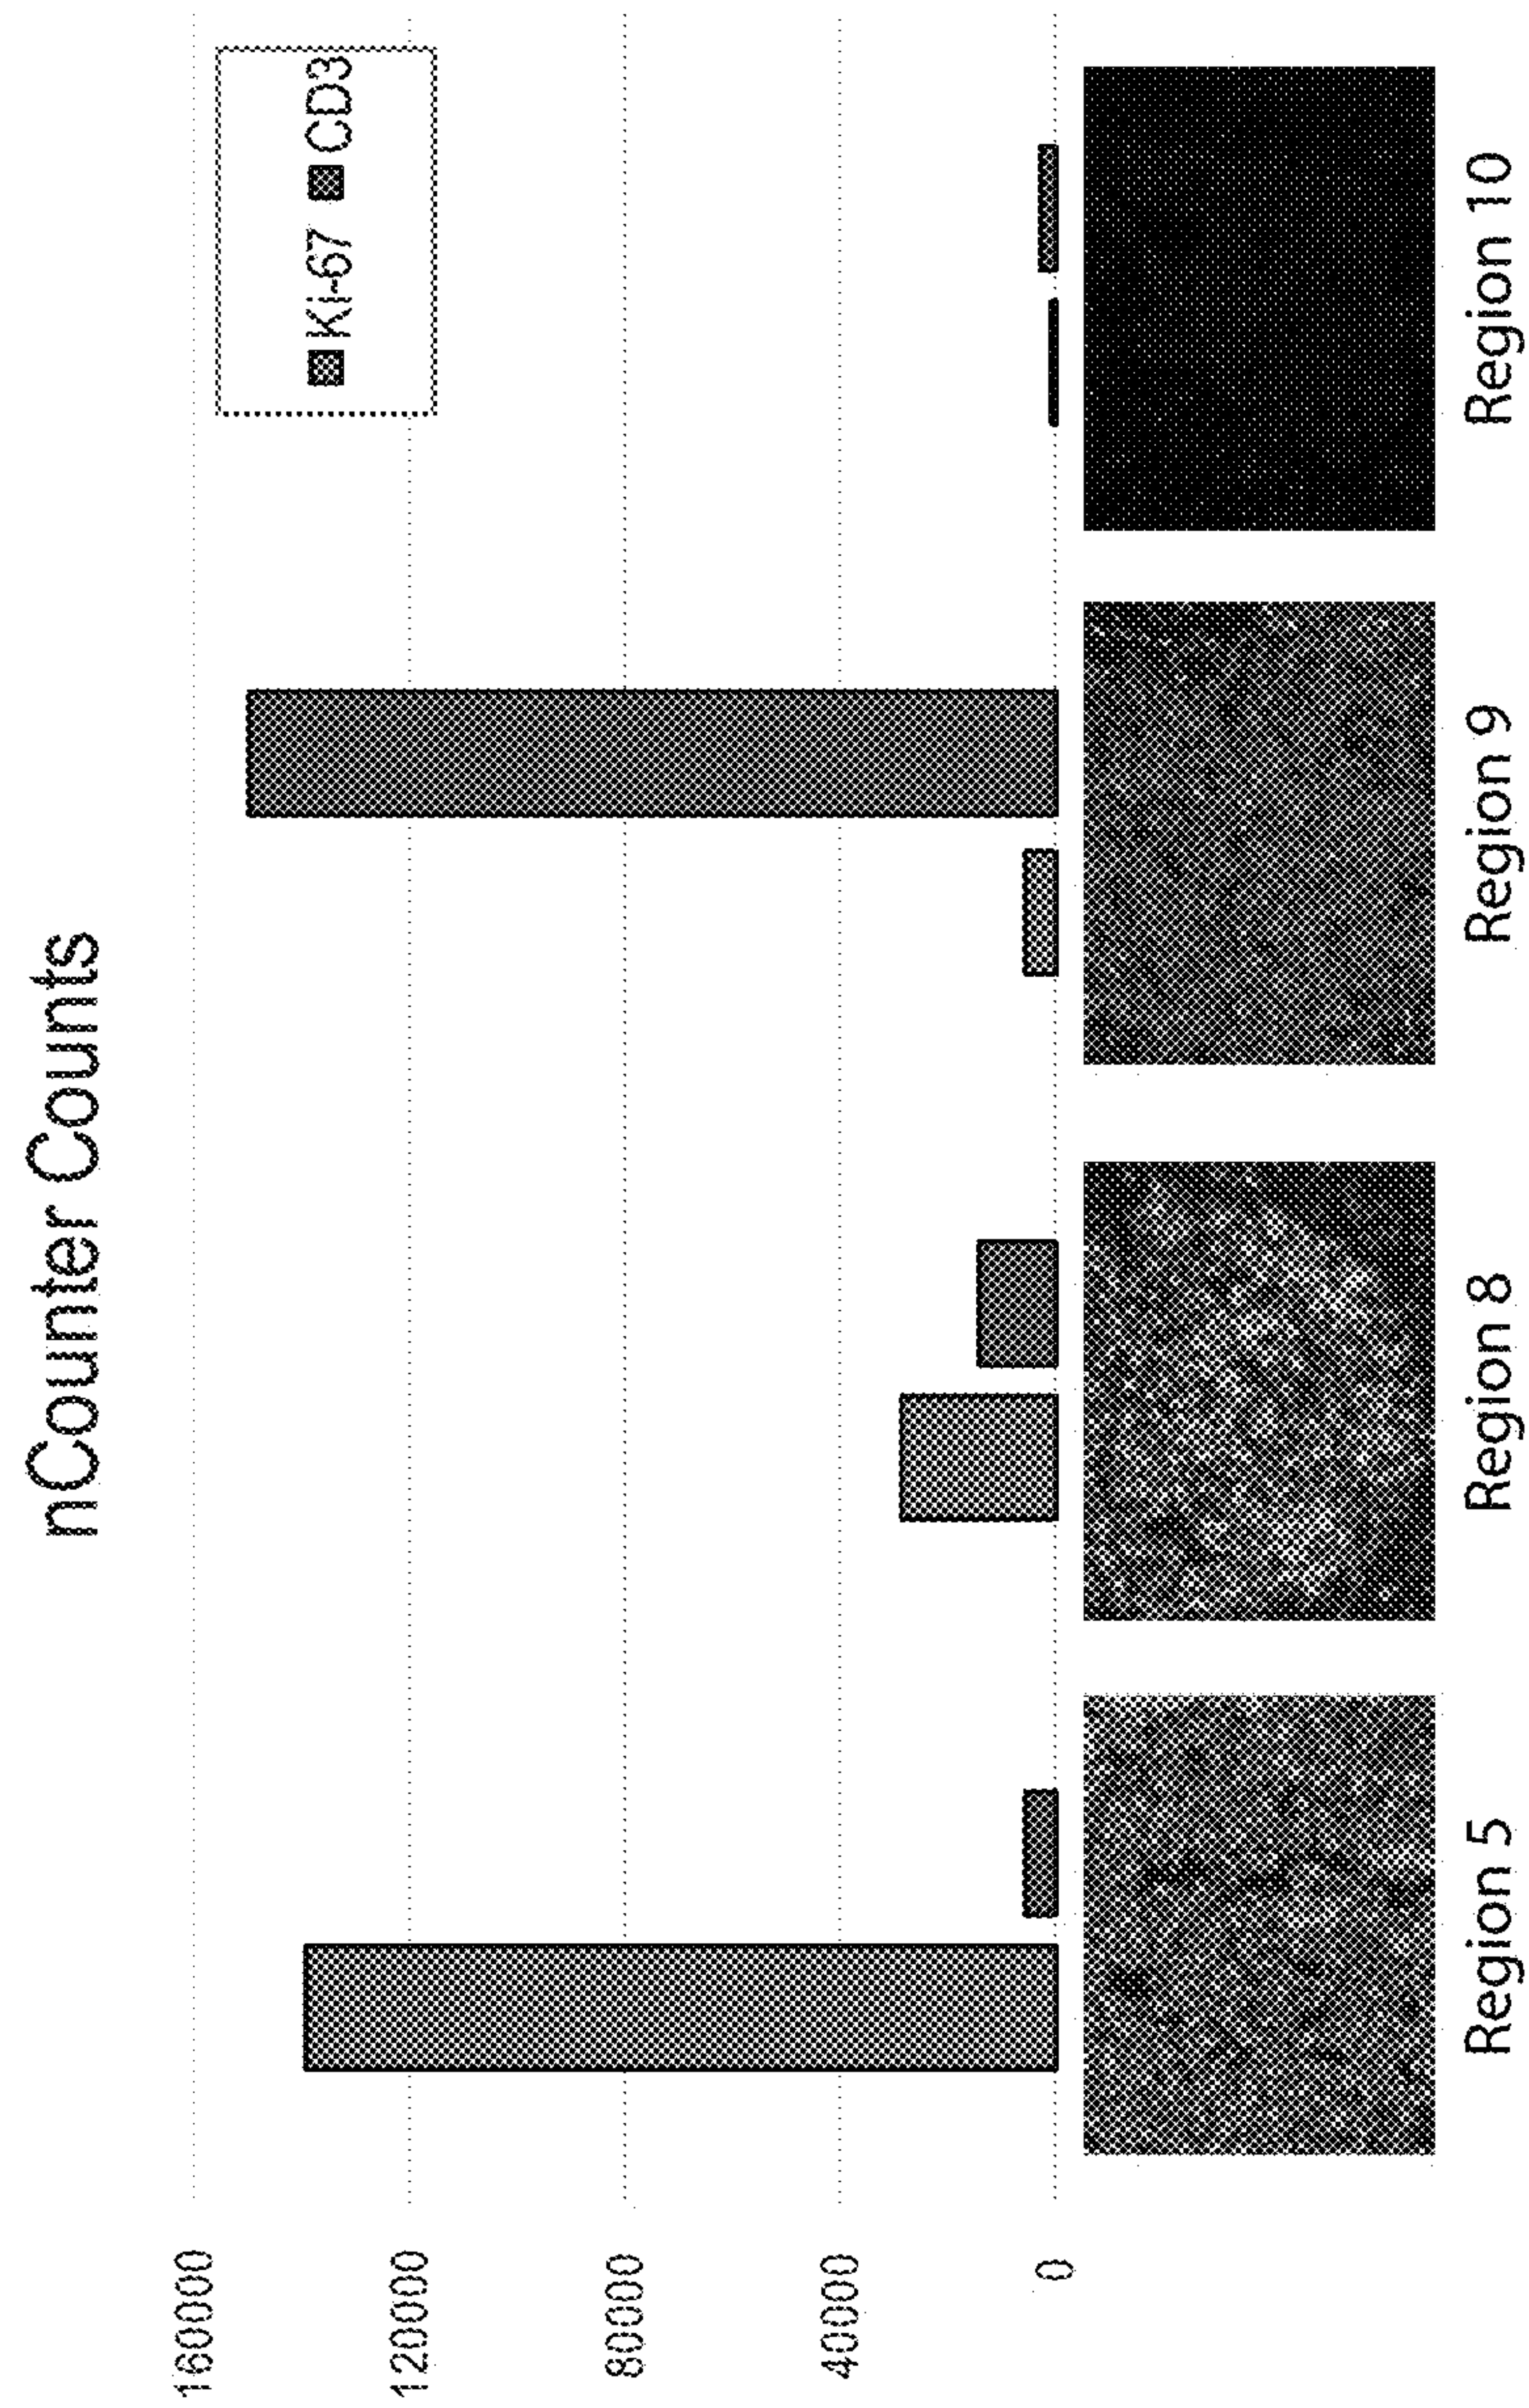 nCounter Counts
Ki-67 CD3
160000
120000
80000
40000
0
Region 5 Region 8 Region 9 Region 10